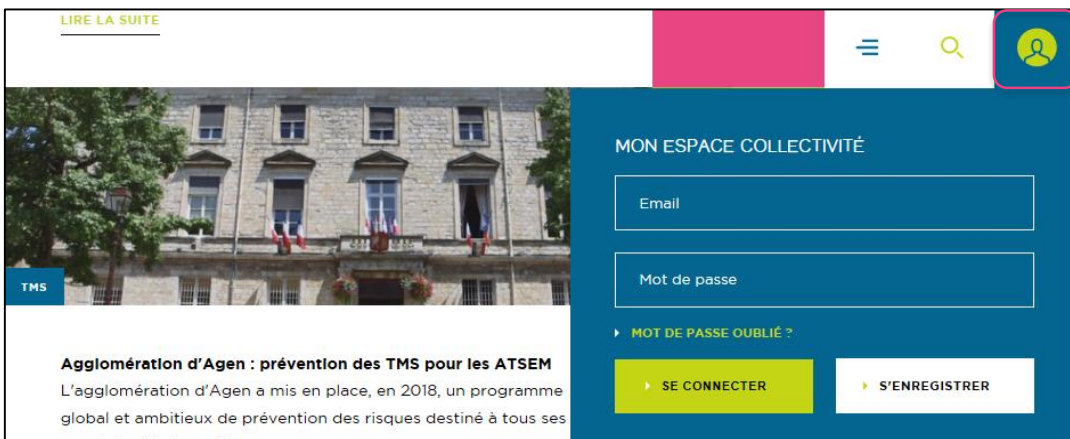 LIRE LA SUITE
MON ESPACE COLLECTIVITÉ
Email
Mot de passe
MOT DE PASSE OUBLIÉ ?
SE CONNECTER
S'ENREGISTRER
TMS
Agglomération d'Agen : prévention des TMS pour les ATSEM
L'agglomération d'Agen a mis en place, en 2018, un programme
global et ambitieux de prévention des risques destiné à tous ses